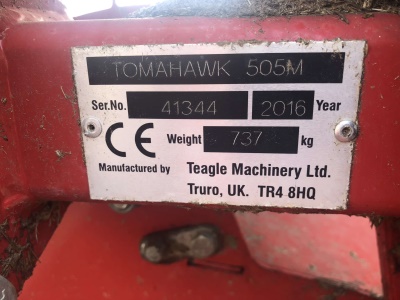 TOMAHAWK 505M
Ser.No. 41344 2016 Year
CE Weight 737 kg
Manufactured by Teagle Machinery Ltd.
Truro, UK. TR4 8HQ